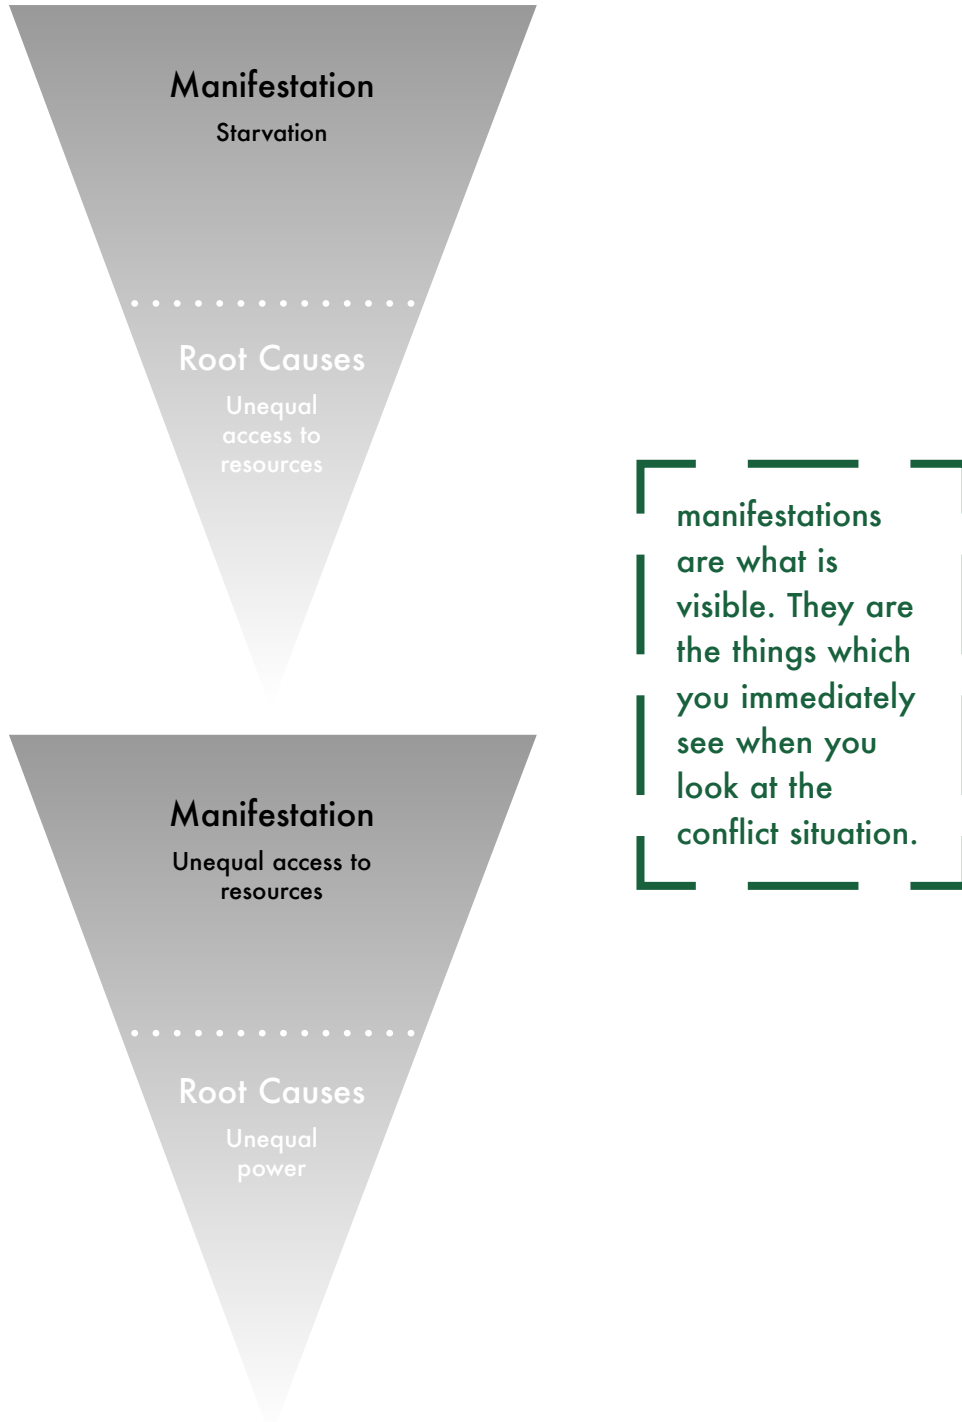 Manifestation
Starvation
Root Causes
Unequal
access to
resources
manifestations
are what is
visible. They are
the things which
you immediately
see when you
look at the
conflict situation.
Manifestation
Unequal access to
resources
Root Causes
Unequal
power